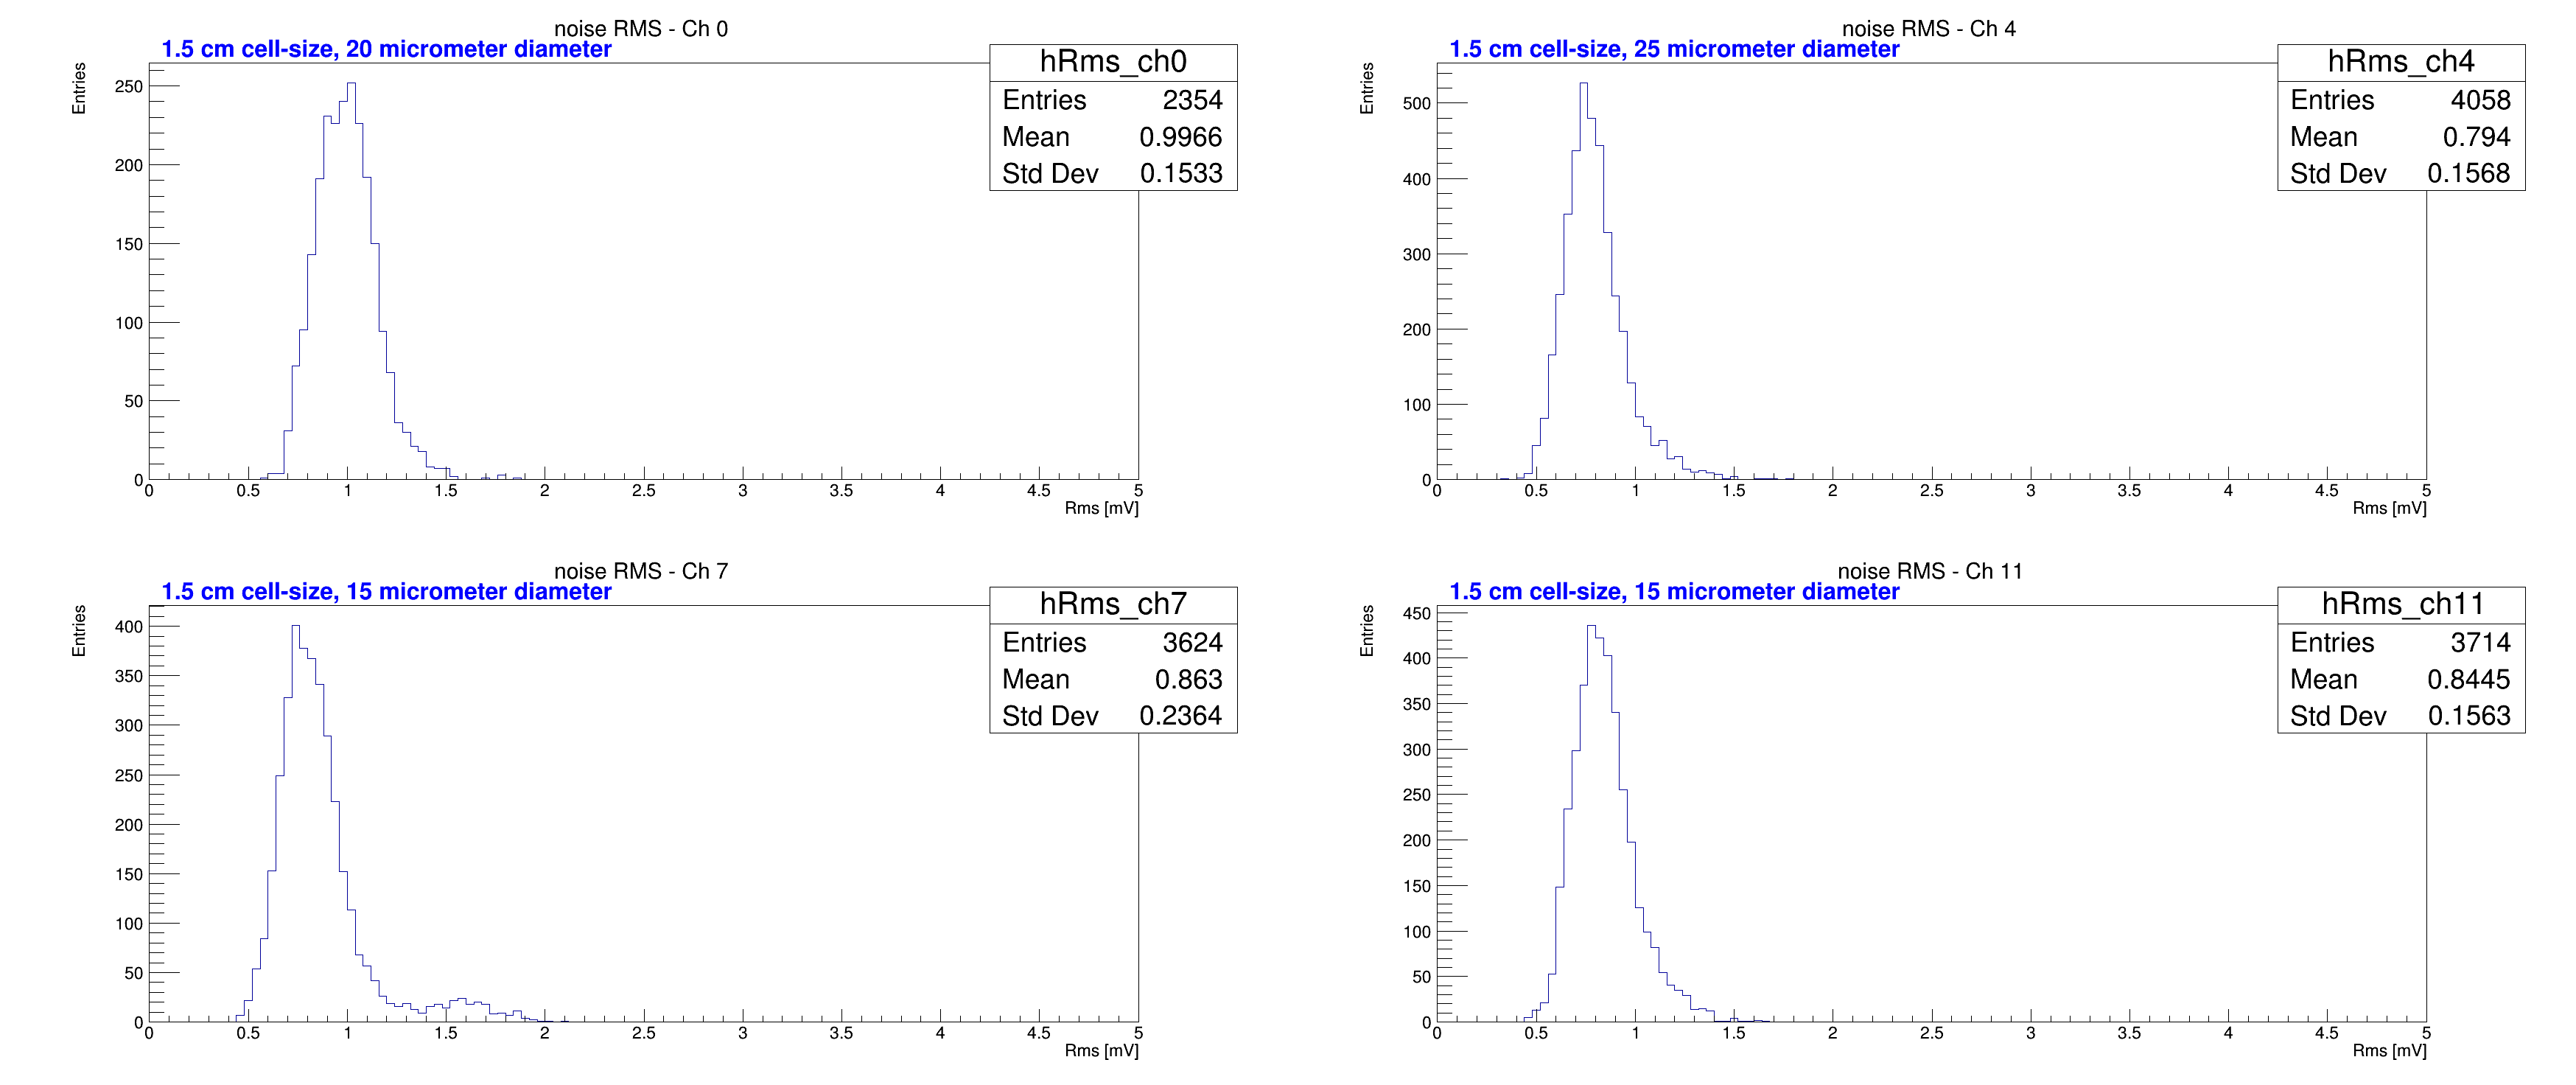 noise RMS - Ch 0
1.5 cm cell-size, 20 micrometer diameter
Entries
hRms_ch0
Entries 2354
Mean 0.9966
Std Dev 0.1533
250
200
150
100
50
0
0 0.5 1 1.5 2 2.5 3 3.5 4 4.5 5
Rms [mV]
noise RMS - Ch 4
1.5 cm cell-size, 25 micrometer diameter
Entries
hRms_ch4
Entries 4058
Mean 0.794
Std Dev 0.1568
500
400
300
200
100
0
0 0.5 1 1.5 2 2.5 3 3.5 4 4.5 5
Rms [mV]
noise RMS - Ch 7
1.5 cm cell-size, 15 micrometer diameter
Entries
hRms_ch7
Entries 3624
Mean 0.863
Std Dev 0.2364
400
350
300
250
200
150
100
50
0
0 0.5 1 1.5 2 2.5 3 3.5 4 4.5 5
Rms [mV]
noise RMS - Ch 11
1.5 cm cell-size, 15 micrometer diameter
Entries
hRms_ch11
Entries 3714
Mean 0.8445
Std Dev 0.1563
450
400
350
300
250
200
150
100
50
0
0 0.5 1 1.5 2 2.5 3 3.5 4 4.5 5
Rms [mV]